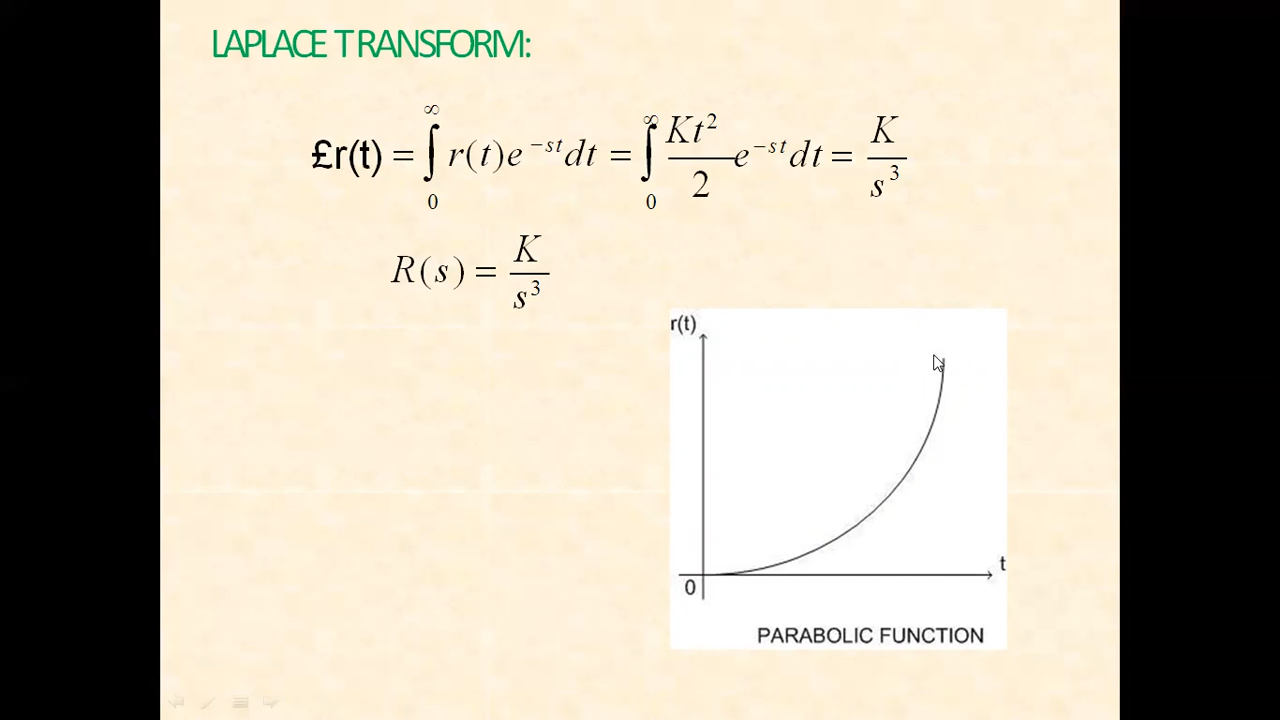 LAPLACE TRANSFORM:
£r(t) = ∫₀^∞ r(t)e^{−st}dt = ∫₀^∞ Kt²/2 e^{−st}dt = K/s³
R(s) = K/s³
r(t)
t
0
PARABOLIC FUNCTION